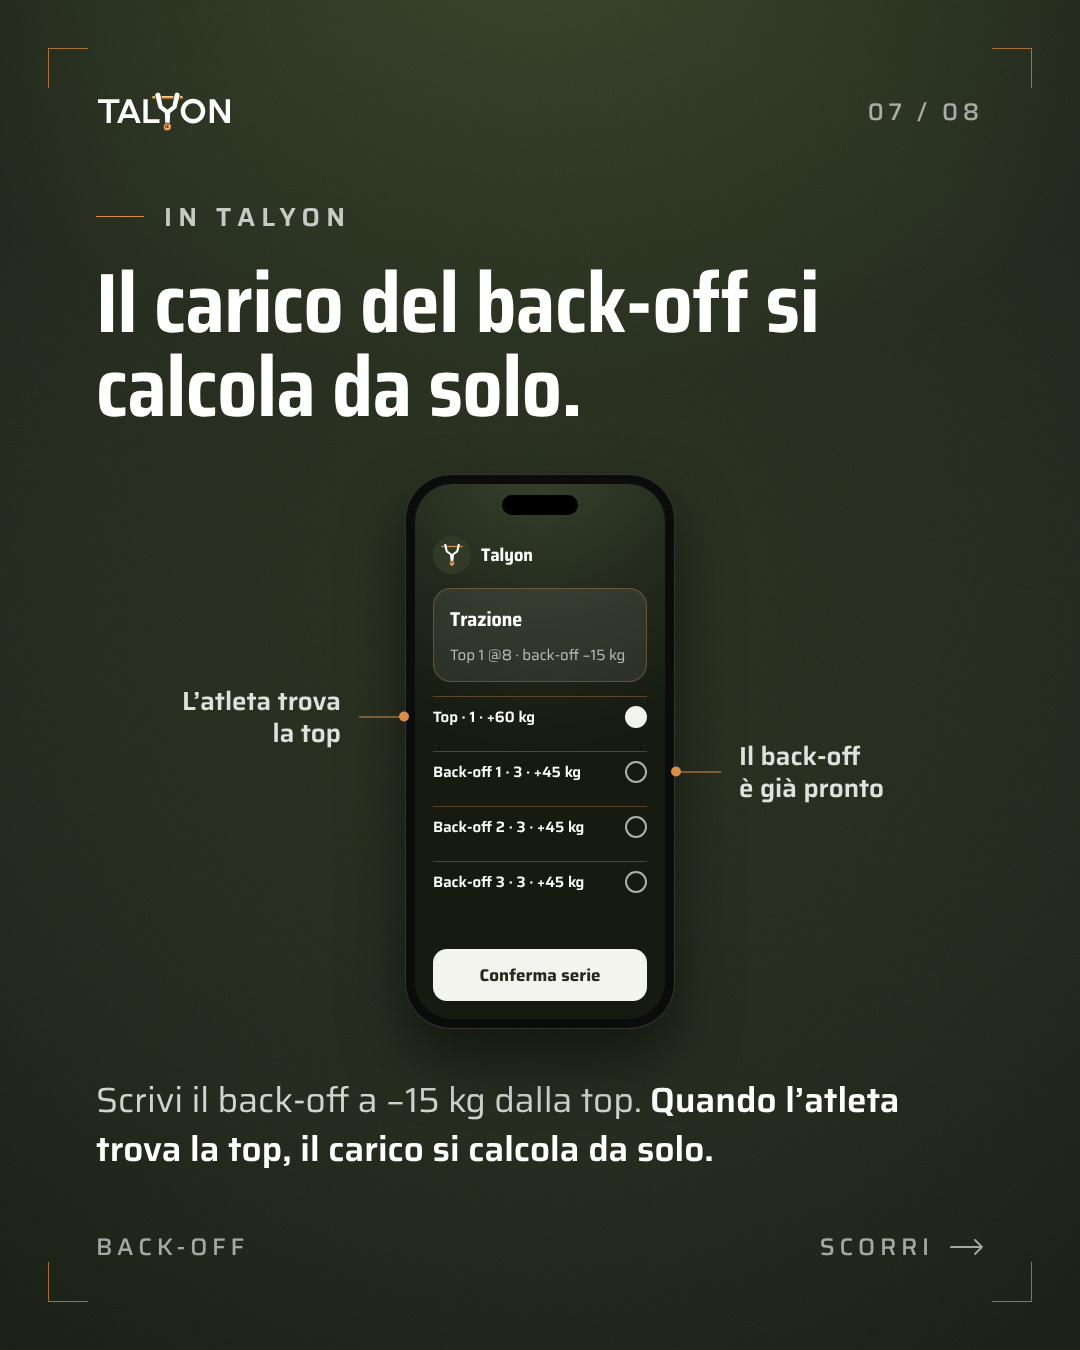 TALYON
07 / 08
IN TALYON
Il carico del back-off si
calcola da solo.
Talyon
Trazione
Top 1 @8 · back-off –15 kg
L’atleta trova
la top
Top · 1 · +60 kg
Back-off 1 · 3 · +45 kg
Il back-off
è già pronto
Back-off 2 · 3 · +45 kg
Back-off 3 · 3 · +45 kg
Conferma serie
Scrivi il back-off a –15 kg dalla top. Quando l’atleta
trova la top, il carico si calcola da solo.
BACK-OFF
SCORRI →